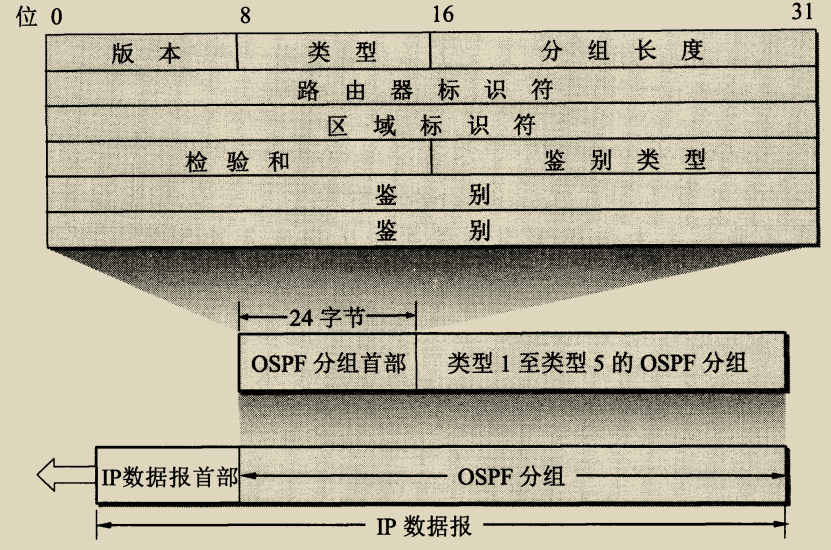 位 0 8 16 31
版本 类型 分组长度
路由器标识符
区域标识符
检验和 鉴别类型
鉴别
鉴别
24 字节
OSPF 分组首部 类型 1 至类型 5 的 OSPF 分组
IP数据报首部 OSPF 分组
IP 数据报